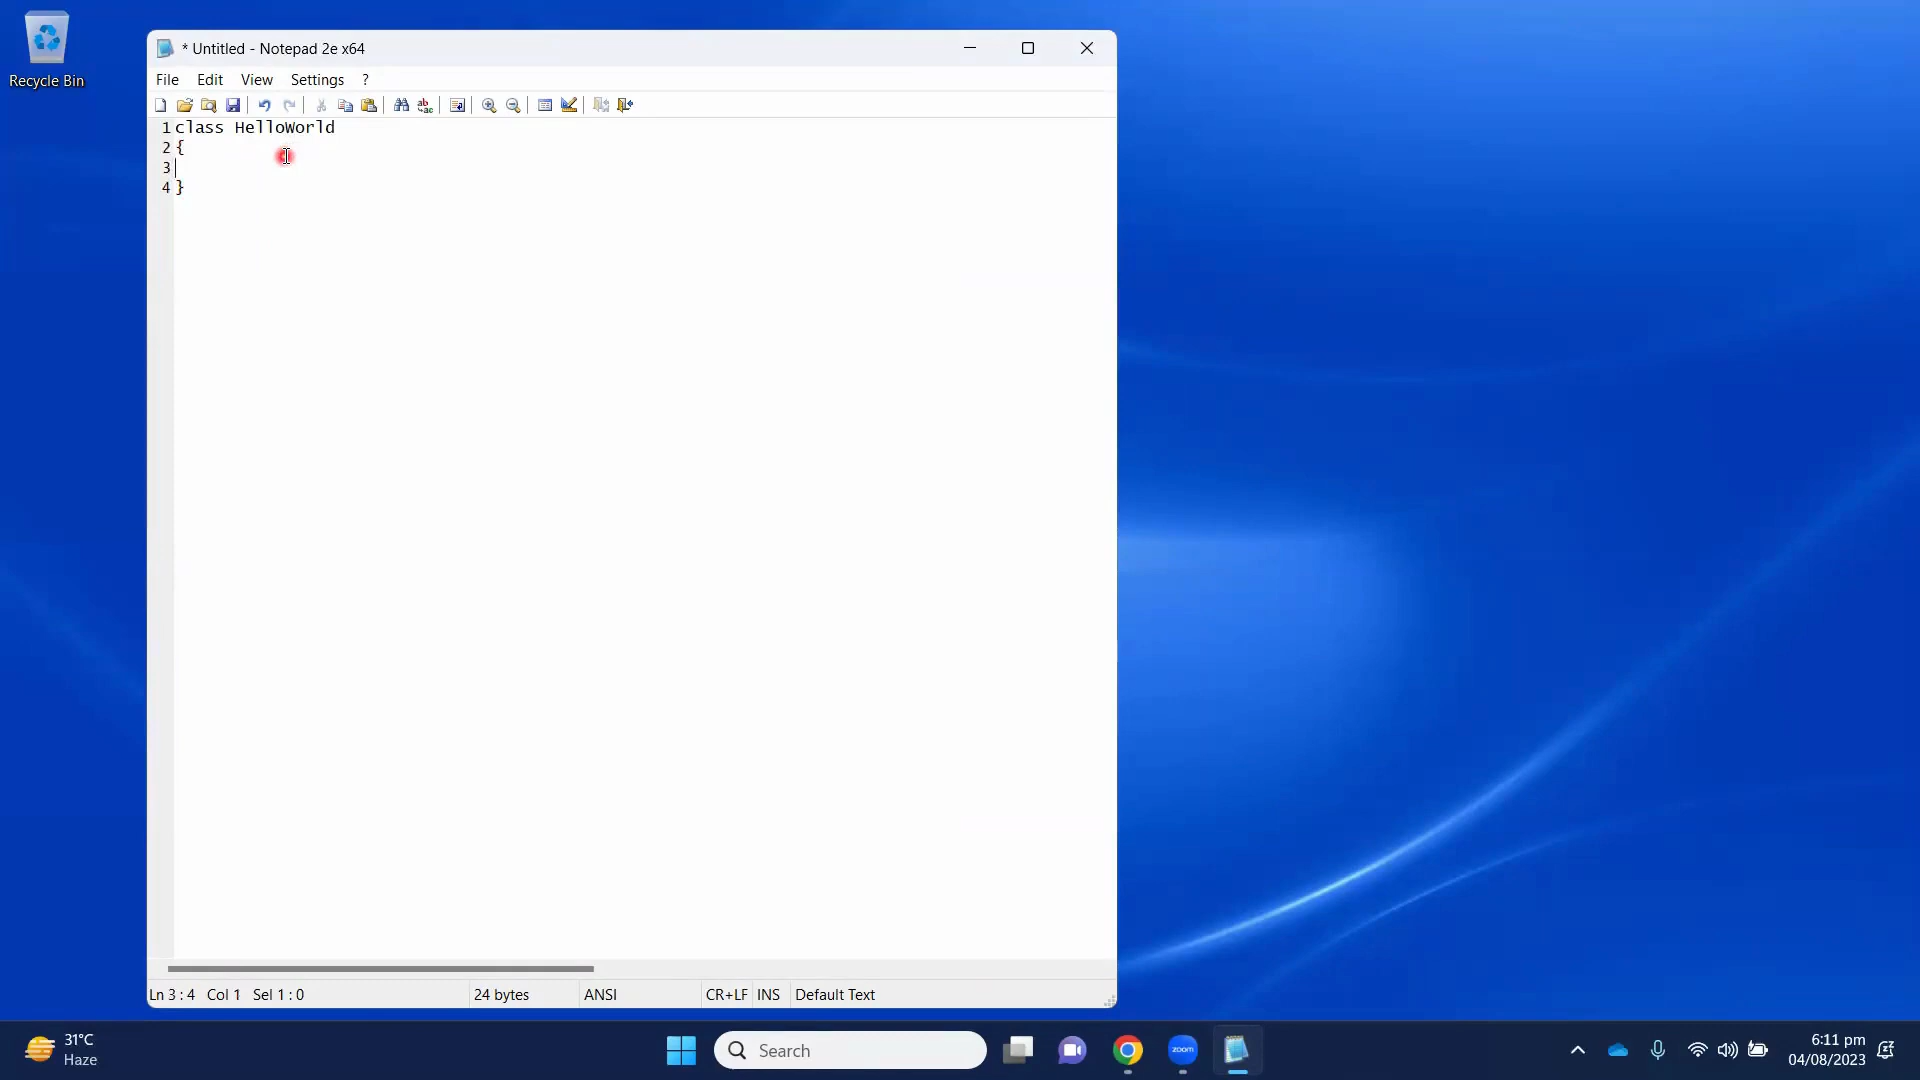 Recycle Bin
* Untitled - Notepad 2e x64
File Edit View Settings ?
1 class HelloWorld
2 {
3
4 }
Ln 3 : 4 Col 1 Sel 1 : 0 24 bytes ANSI CR+LF INS Default Text
31°C
Haze
Search
zoom
6:11 pm
04/08/2023